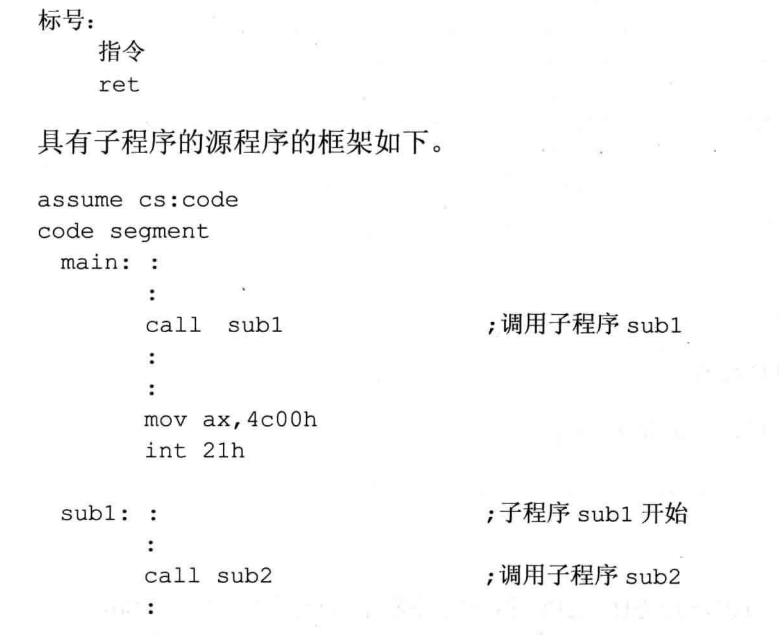 标号:
指令
ret
具有子程序的源程序的框架如下。
assume cs:code
code segment
main: :
:
call sub1 ;调用子程序 sub1
:
:
mov ax,4c00h
int 21h
sub1: : ;子程序 sub1 开始
:
call sub2 ;调用子程序 sub2
: